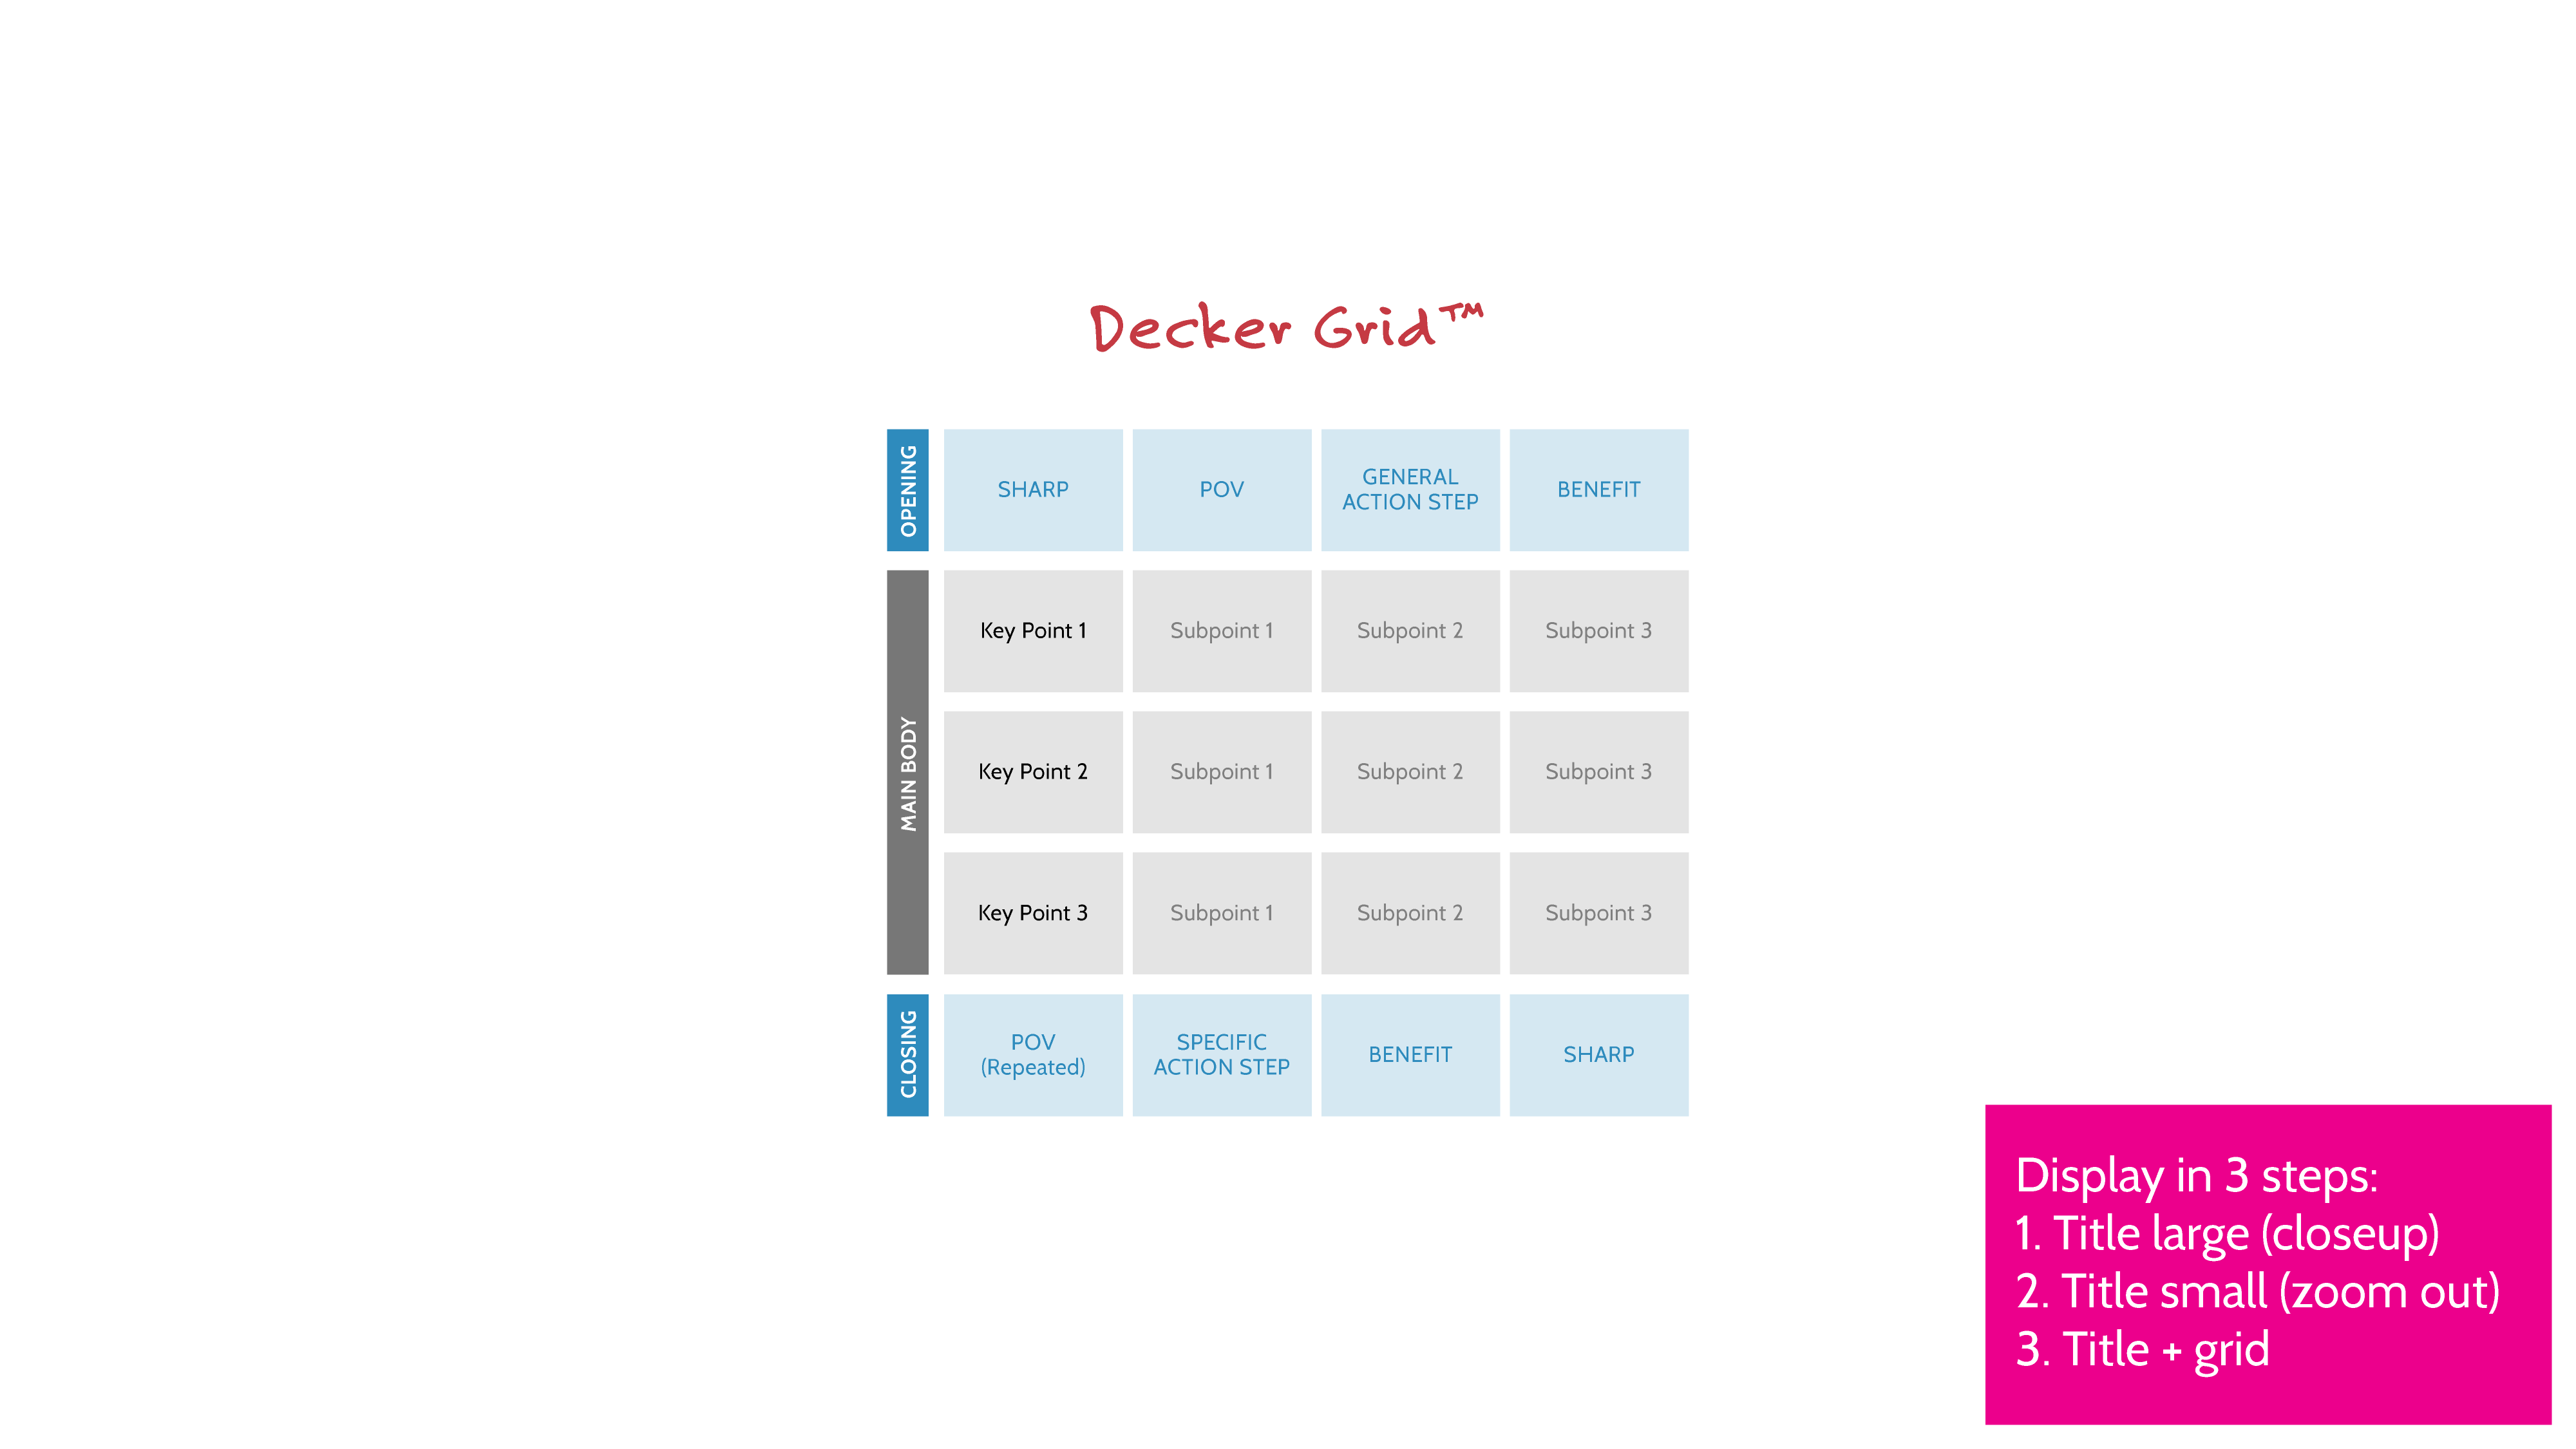 Decker Grid™
OPENING
SHARP
POV
GENERAL
ACTION STEP
BENEFIT
MAIN BODY
Key Point 1
Subpoint 1
Subpoint 2
Subpoint 3
Key Point 2
Subpoint 1
Subpoint 2
Subpoint 3
Key Point 3
Subpoint 1
Subpoint 2
Subpoint 3
CLOSING
POV
(Repeated)
SPECIFIC
ACTION STEP
BENEFIT
SHARP
Display in 3 steps:
1. Title large (closeup)
2. Title small (zoom out)
3. Title + grid